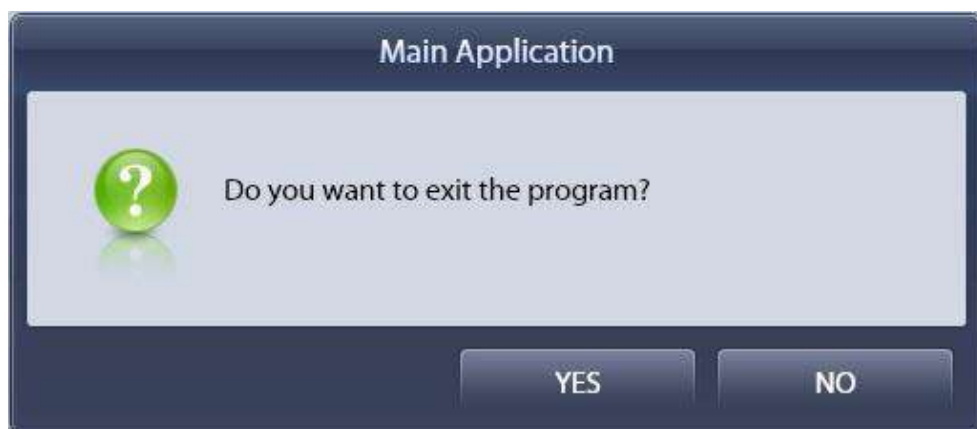 Main Application
?
Do you want to exit the program?
YES
NO